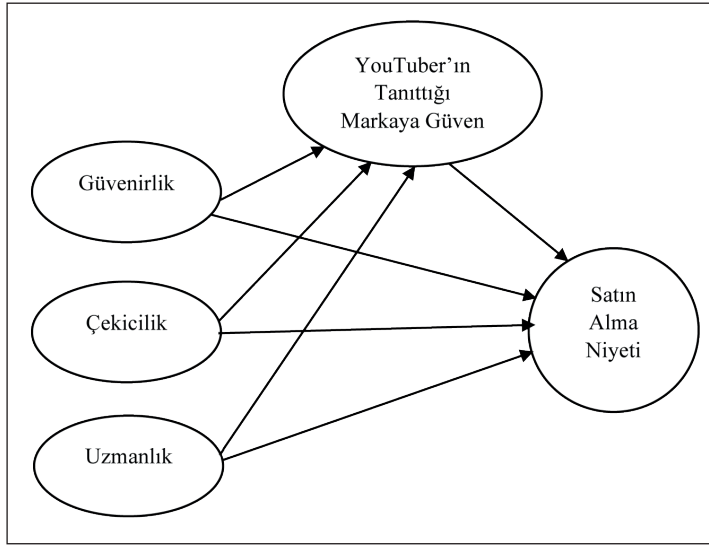 YouTuber’ın
Tanıttığı
Markaya Güven
Güvenirlik
Çekicilik
Uzmanlık
Satın
Alma
Niyeti